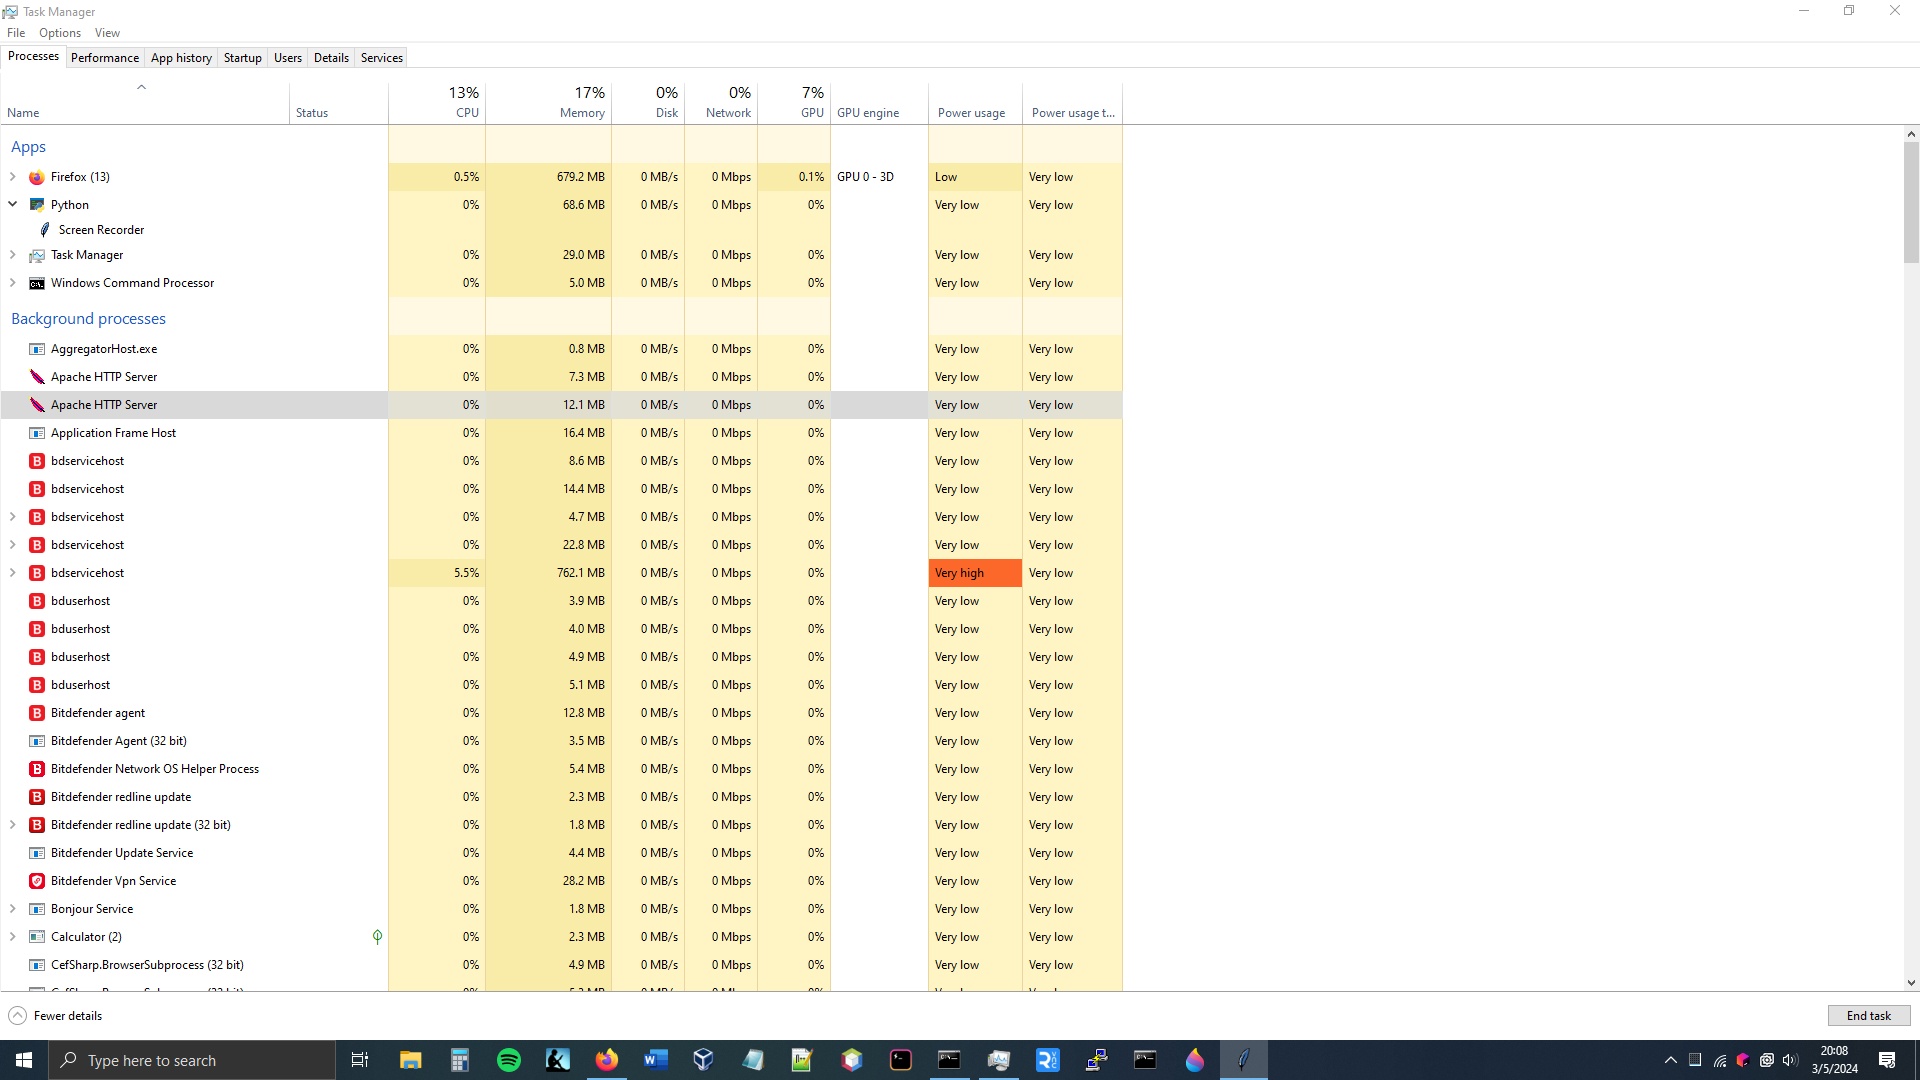 Task Manager
File Options View
Processes Performance App history Startup Users Details Services
13% 17% 0% 0% 7%
Name Status CPU Memory Disk Network GPU GPU engine Power usage Power usage t...
Apps
Firefox (13) 0.5% 679.2 MB 0 MB/s 0 Mbps 0.1% GPU 0 - 3D Low Very low
Python 0% 68.6 MB 0 MB/s 0 Mbps 0% Very low Very low
Screen Recorder
Task Manager 0% 29.0 MB 0 MB/s 0 Mbps 0% Very low Very low
Windows Command Processor 0% 5.0 MB 0 MB/s 0 Mbps 0% Very low Very low
Background processes
AggregatorHost.exe 0% 0.8 MB 0 MB/s 0 Mbps 0% Very low Very low
Apache HTTP Server 0% 7.3 MB 0 MB/s 0 Mbps 0% Very low Very low
Apache HTTP Server 0% 12.1 MB 0 MB/s 0 Mbps 0% Very low Very low
Application Frame Host 0% 16.4 MB 0 MB/s 0 Mbps 0% Very low Very low
bdservicehost 0% 8.6 MB 0 MB/s 0 Mbps 0% Very low Very low
bdservicehost 0% 14.4 MB 0 MB/s 0 Mbps 0% Very low Very low
bdservicehost 0% 4.7 MB 0 MB/s 0 Mbps 0% Very low Very low
bdservicehost 0% 22.8 MB 0 MB/s 0 Mbps 0% Very low Very low
bdservicehost 5.5% 762.1 MB 0 MB/s 0 Mbps 0% Very high Very low
bduserhost 0% 3.9 MB 0 MB/s 0 Mbps 0% Very low Very low
bduserhost 0% 4.0 MB 0 MB/s 0 Mbps 0% Very low Very low
bduserhost 0% 4.9 MB 0 MB/s 0 Mbps 0% Very low Very low
bduserhost 0% 5.1 MB 0 MB/s 0 Mbps 0% Very low Very low
Bitdefender agent 0% 12.8 MB 0 MB/s 0 Mbps 0% Very low Very low
Bitdefender Agent (32 bit) 0% 3.5 MB 0 MB/s 0 Mbps 0% Very low Very low
Bitdefender Network OS Helper Process 0% 5.4 MB 0 MB/s 0 Mbps 0% Very low Very low
Bitdefender redline update 0% 2.3 MB 0 MB/s 0 Mbps 0% Very low Very low
Bitdefender redline update (32 bit) 0% 1.8 MB 0 MB/s 0 Mbps 0% Very low Very low
Bitdefender Update Service 0% 4.4 MB 0 MB/s 0 Mbps 0% Very low Very low
Bitdefender Vpn Service 0% 28.2 MB 0 MB/s 0 Mbps 0% Very low Very low
Bonjour Service 0% 1.8 MB 0 MB/s 0 Mbps 0% Very low Very low
Calculator (2) 0% 2.3 MB 0 MB/s 0 Mbps 0% Very low Very low
CefSharp.BrowserSubprocess (32 bit) 0% 4.9 MB 0 MB/s 0 Mbps 0% Very low Very low
Fewer details End task
Type here to search
20:08
3/5/2024